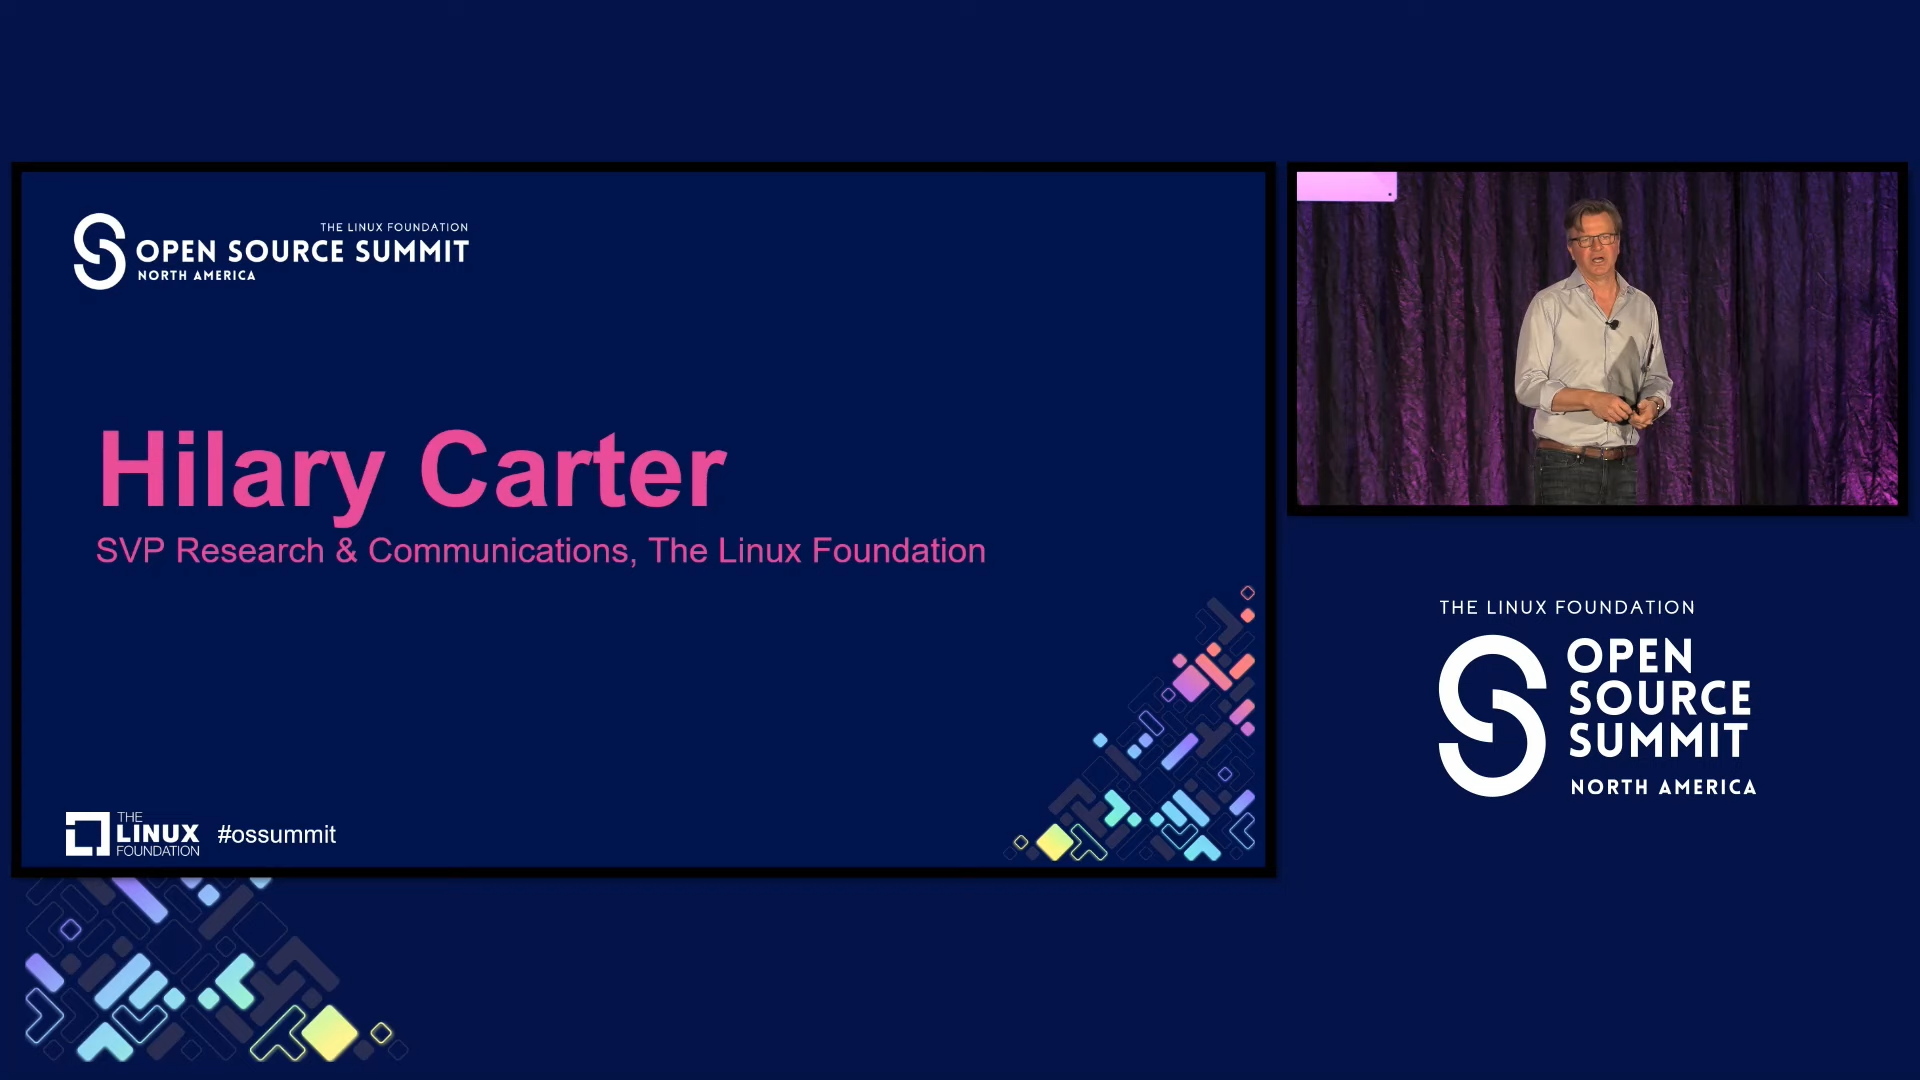 THE LINUX FOUNDATION
OPEN SOURCE SUMMIT
NORTH AMERICA
Hilary Carter
SVP Research & Communications, The Linux Foundation
THE
LINUX
FOUNDATION
#ossummit
THE LINUX FOUNDATION
OPEN
SOURCE
SUMMIT
NORTH AMERICA